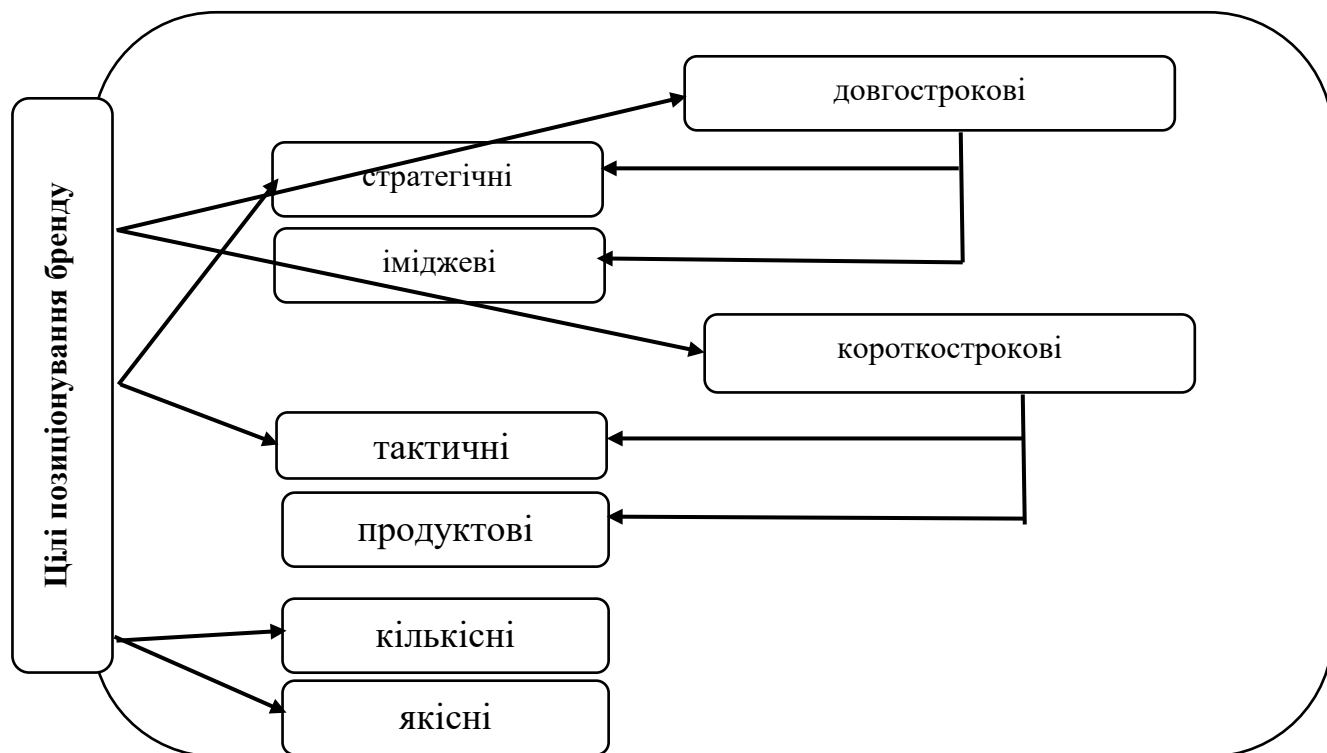 Цілі позиціонування бренду
довгострокові
стратегічні
іміджеві
короткострокові
тактичні
продуктові
кількісні
якісні